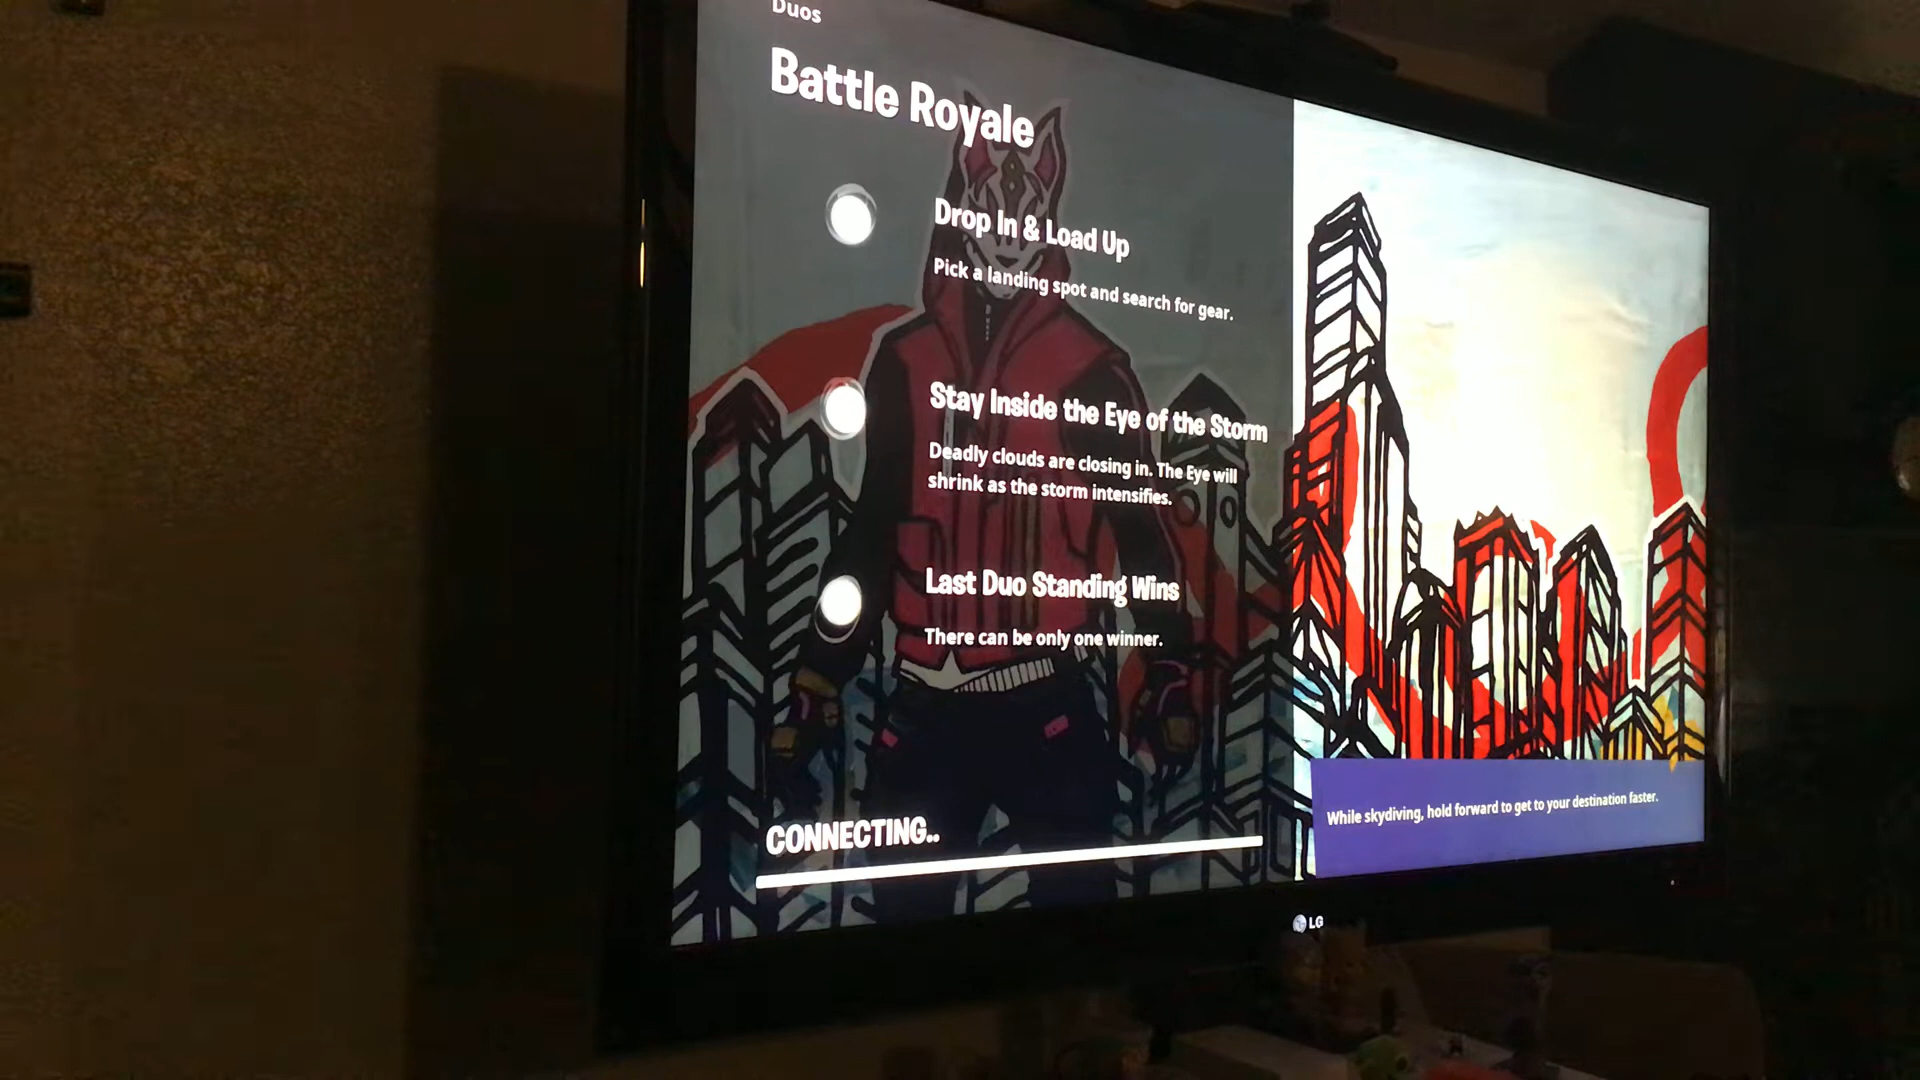 Duos
Battle Royale
Drop In & Load Up
Pick a landing spot and search for gear.
Stay Inside the Eye of the Storm
Deadly clouds are closing in. The Eye will
shrink as the storm intensifies.
Last Duo Standing Wins
There can be only one winner.
CONNECTING..
While skydiving, hold forward to get to your destination faster.
LG